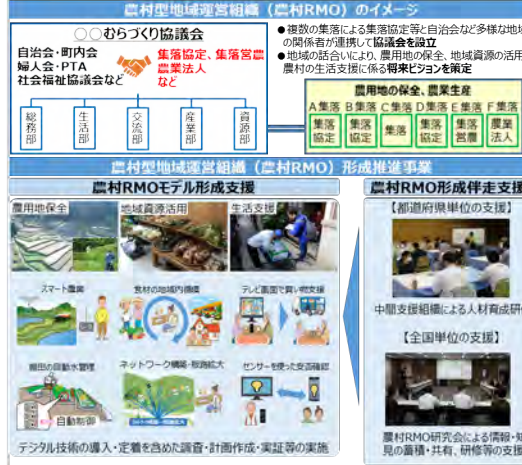 農村型地域運営組織（農村RMO）のイメージ
○○むらづくり協議会
自治会・町内会
婦人会・PTA
社会福祉協議会など
集落協定、集落営農
農業法人
など
総務部
生活部
交流部
産業部
資源部
●複数の集落による集落協定等と自治会など多様な地域
の関係者が連携して協議会を設立
●地域の話合いにより、農用地の保全、地域資源の活用
農村の生活支援に係る将来ビジョンを策定
農用地の保全、農業生産
A集落 B集落 C集落 D集落 E集落 F集落
集落協定
集落協定
集落
集落協定
集落営農
農業法人
農村型地域運営組織（農村RMO）形成推進事業
農村RMOモデル形成支援
農用地保全
地域資源活用
生活支援
スマート農業
食材の地域内循環
テレビ画面で買い物支援
棚田の自動水管理
自動制御
ネットワーク構築・販路拡大
センサーを使った安否確認
デジタル技術の導入・定着を含めた調査・計画作成・実証等の実施
農村RMO形成伴走支援
【都道府県単位の支援】
中間支援組織による人材育成研
【全国単位の支援】
農村RMO研究会による情報・知
見の蓄積・共有、研修等の支援